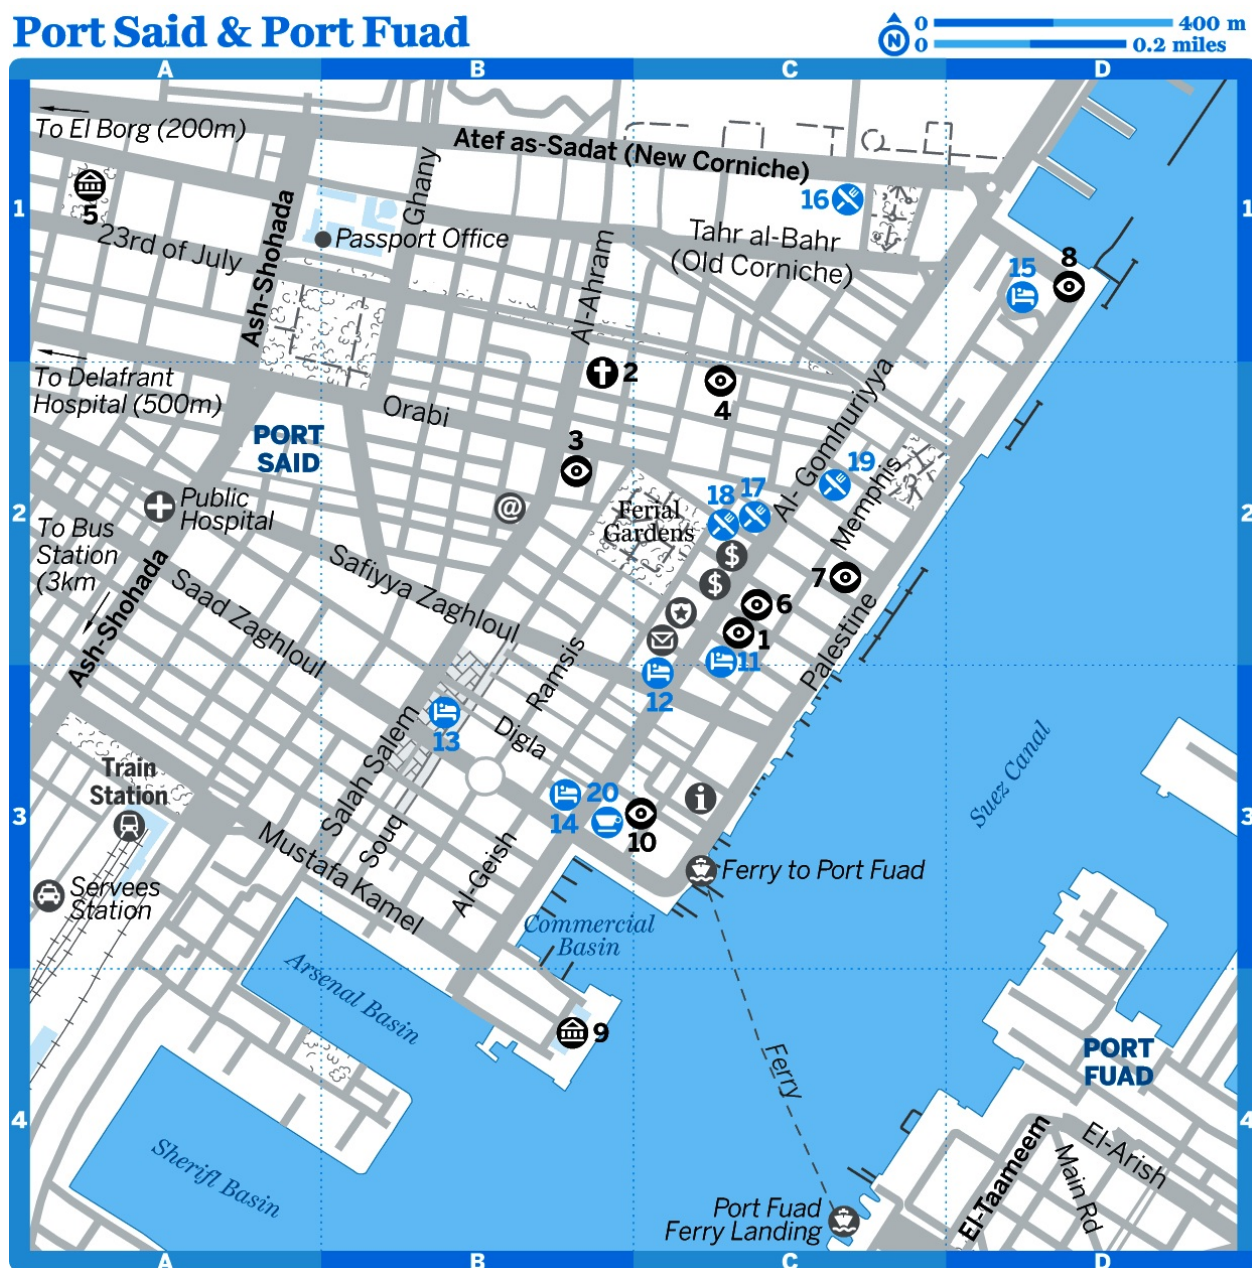 Port Said & Port Fuad
0
400 m
N
0
0.2 miles
A
B
C
D
To El Borg (200m)
Atef as-Sadat (New Corniche)
Ghany
16
1
5
1
23rd of July
Passport Office
Ash-Shohada
Al-Ahram
Tahr al-Bahr
(Old Corniche)
15
8
To Delafrant
Hospital (500m)
PORT
SAID
Orabi
2
4
3
Al-Gomhuriyya
Public
Hospital
@
Ferial
Gardens
18
17
19
Memphis
2
2
To Bus
Station
(3km
Ash-Shohada
Saad Zaghloul
Safiyya Zaghloul
$
$
7
6
1
11
Palestine
12
Ramsis
Digla
13
Salah Salem
Souq
Train
Station
Suez Canal
3
3
14
20
10
i
Mustafa Kamel
Al-Geish
Ferry to Port Fuad
Servees
Station
Commercial
Basin
Arsenal Basin
9
Ferry
PORT
FUAD
4
4
Sherifl Basin
El-Taameem
Main Rd
El-Arish
Port Fuad
Ferry Landing
A
B
C
D